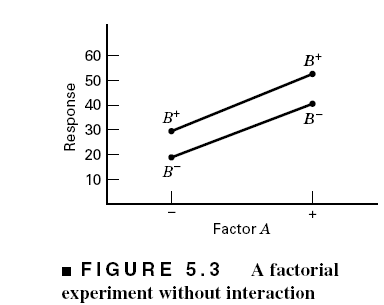 60
50
40
30
20
10
Response
B+
B−
B+
B−
− +
Factor A
■ FIGURE 5.3 A factorial
experiment without interaction